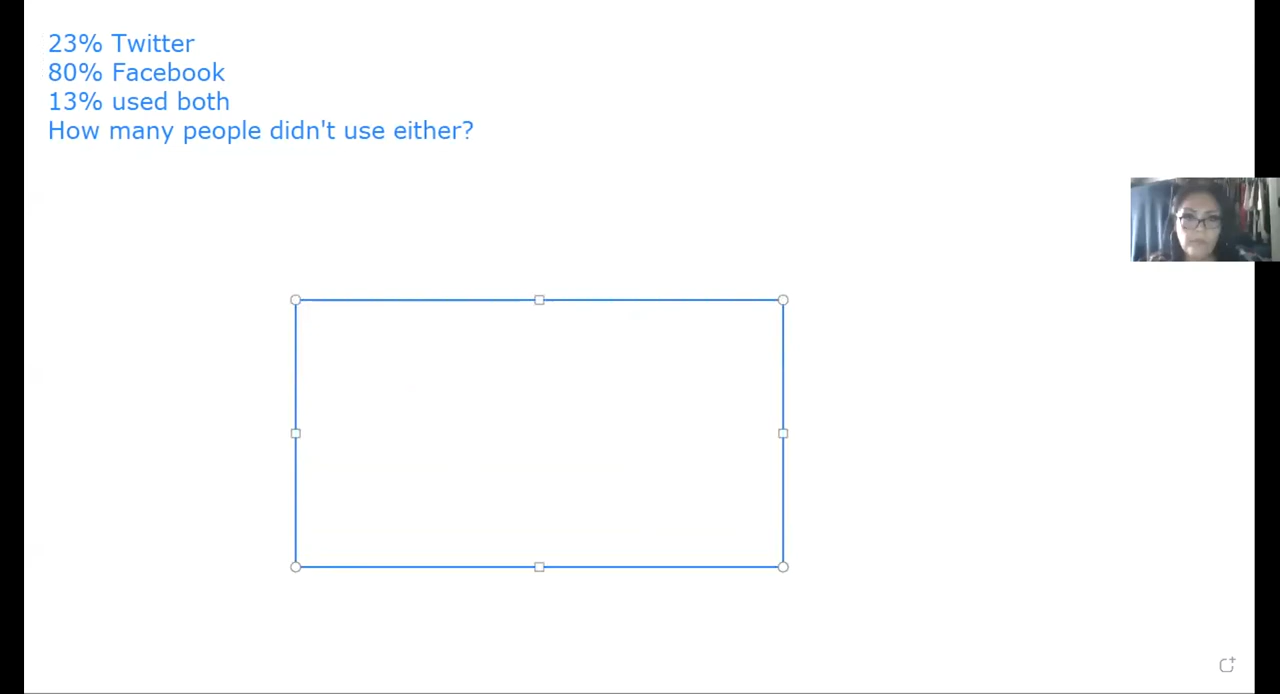 23% Twitter
80% Facebook
13% used both
How many people didn't use either?